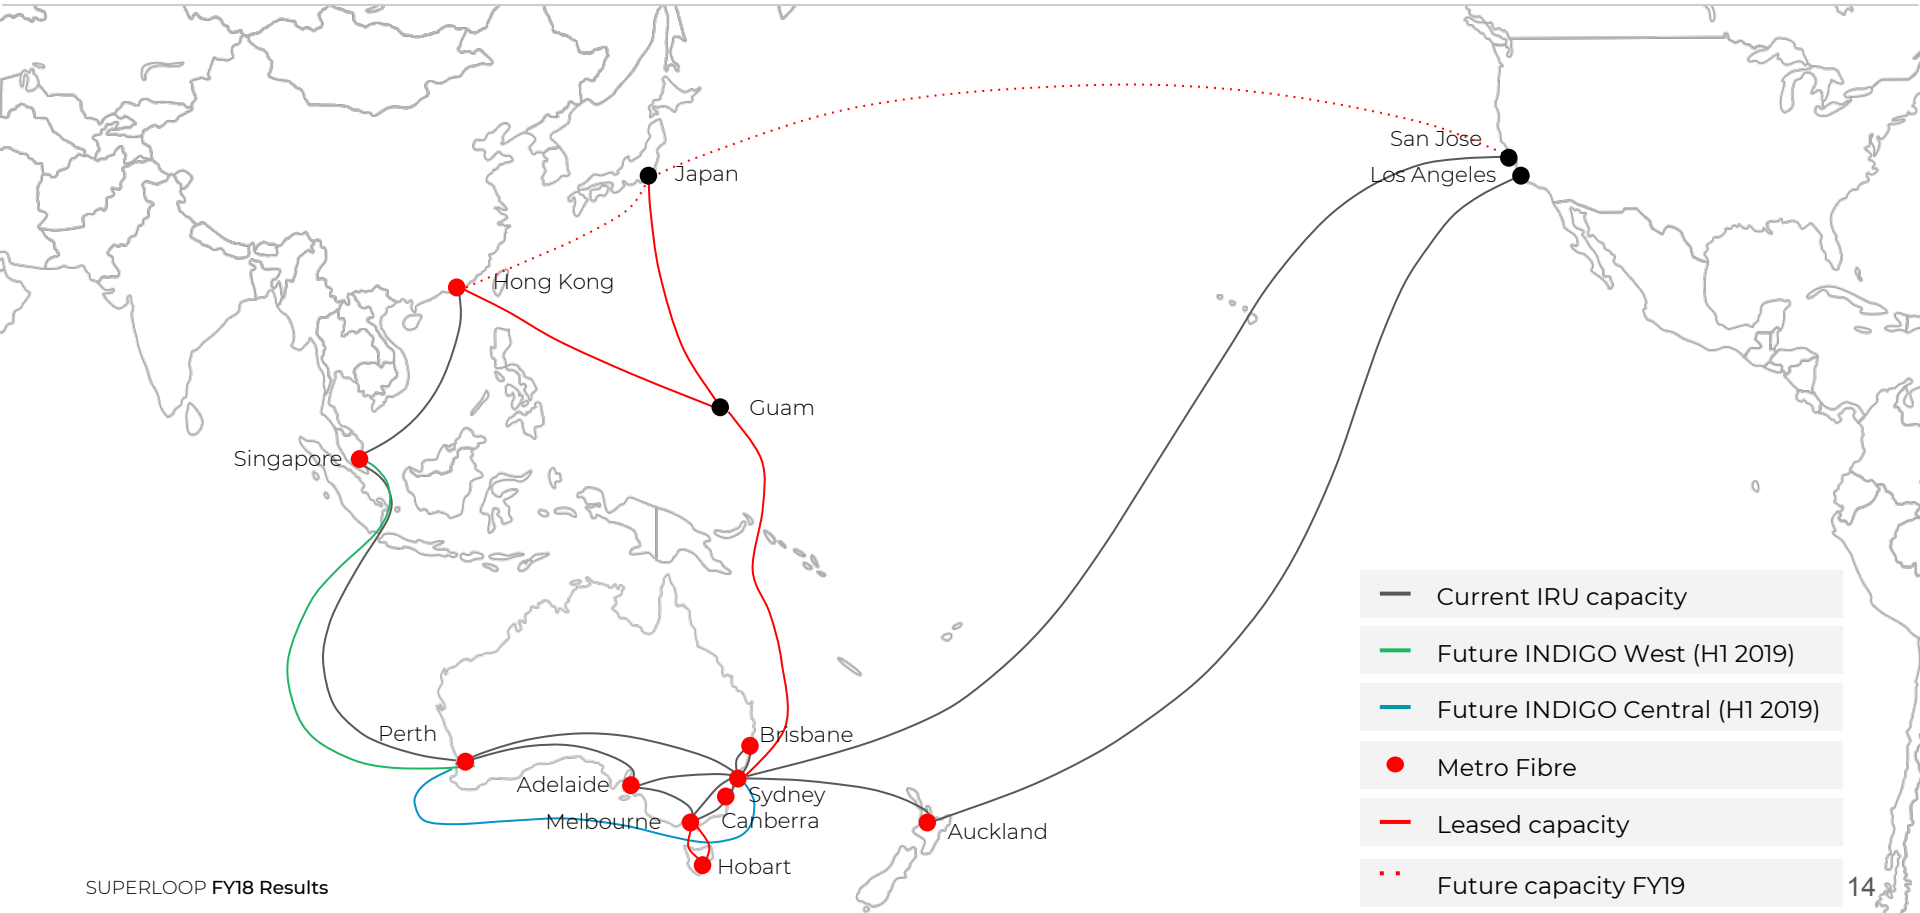 San Jose
Japan
Los Angeles
Hong Kong
Guam
Singapore
Current IRU capacity
Future INDIGO West (H1 2019)
Future INDIGO Central (H1 2019)
Perth
Brisbane
Metro Fibre
Adelaide
Sydney
Melbourne
Canberra
Auckland
Leased capacity
Hobart
Future capacity FY19
SUPERLOOP FY18 Results
14